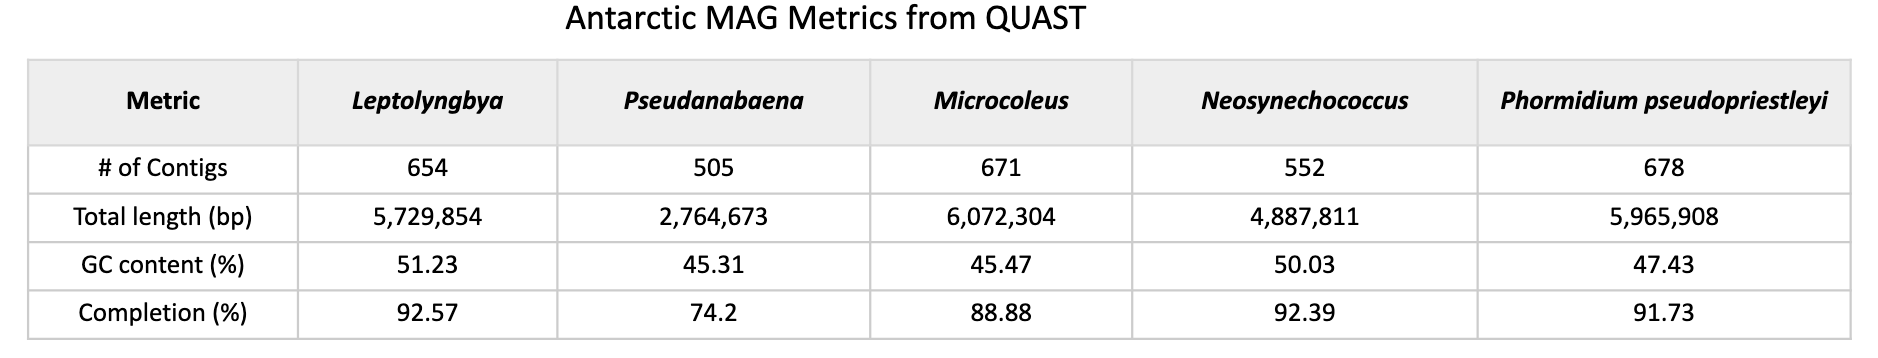 Antarctic MAG Metrics from QUAST
Metric Leptolyngbya Pseudanabaena Microcoleus Neosynechococcus Phormidium pseudopriestleyi
# of Contigs 654 505 671 552 678
Total length (bp) 5,729,854 2,764,673 6,072,304 4,887,811 5,965,908
GC content (%) 51.23 45.31 45.47 50.03 47.43
Completion (%) 92.57 74.2 88.88 92.39 91.73